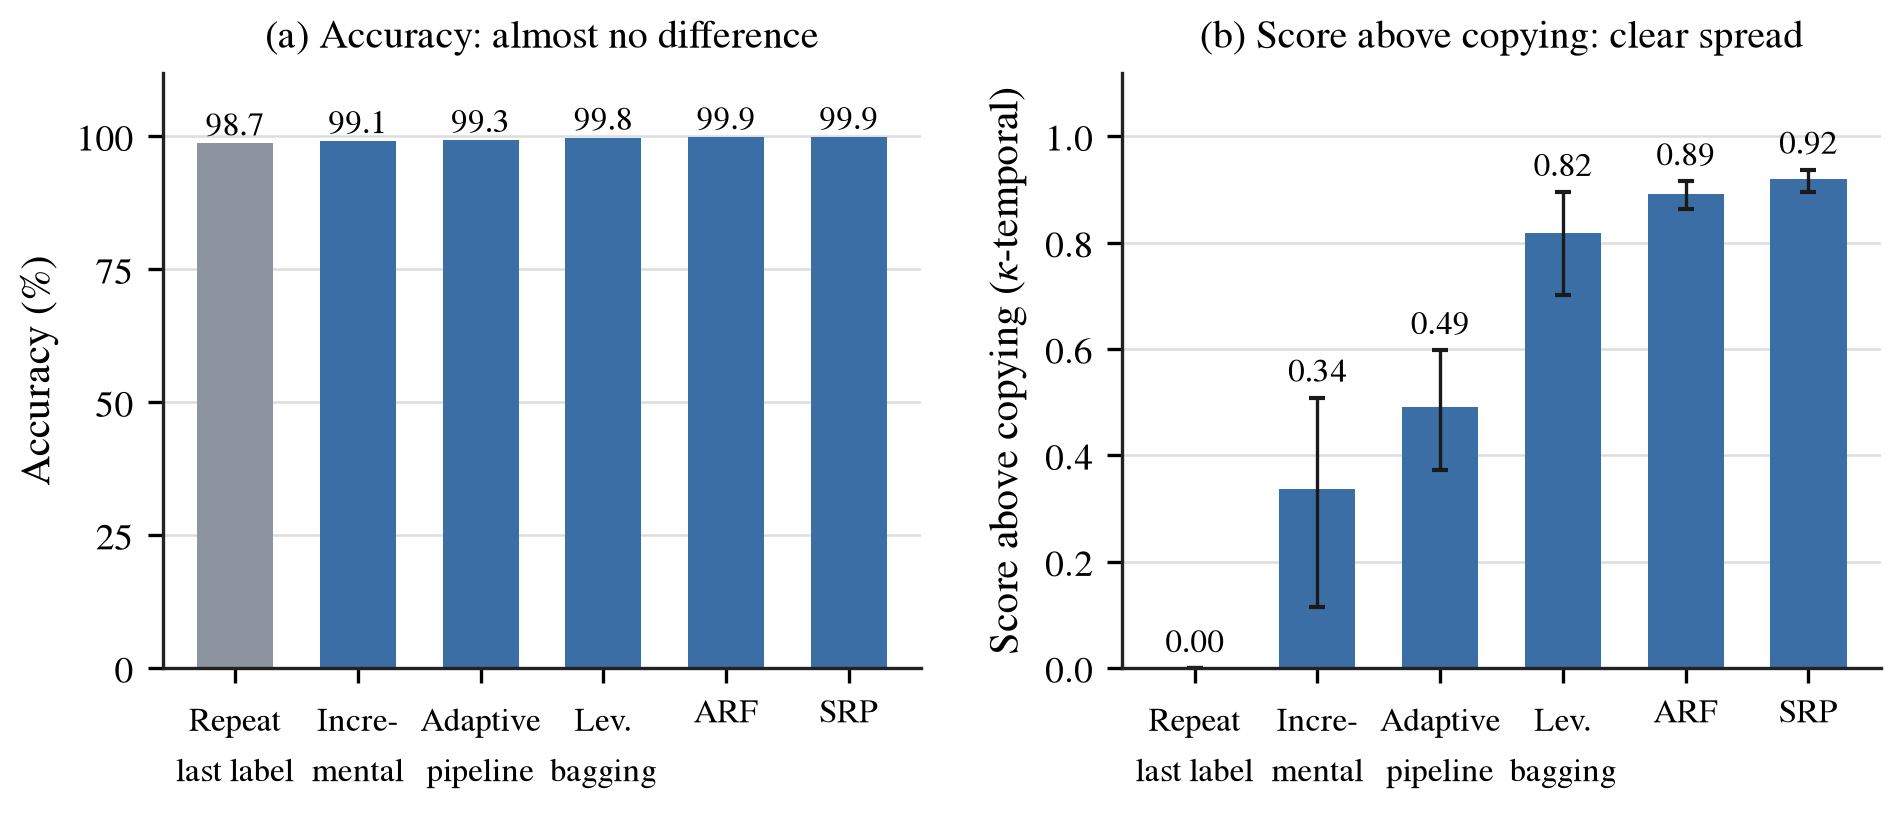 (a) Accuracy: almost no difference
Accuracy (%)
100
75
50
25
0
98.7
99.1
99.3
99.8
99.9
99.9
Repeat
last label
Incre-
mental
Adaptive
pipeline
Lev.
bagging
ARF
SRP
(b) Score above copying: clear spread
Score above copying (κ-temporal)
1.0
0.8
0.6
0.4
0.2
0.0
0.00
0.34
0.49
0.82
0.89
0.92
Repeat
last label
Incre-
mental
Adaptive
pipeline
Lev.
bagging
ARF
SRP